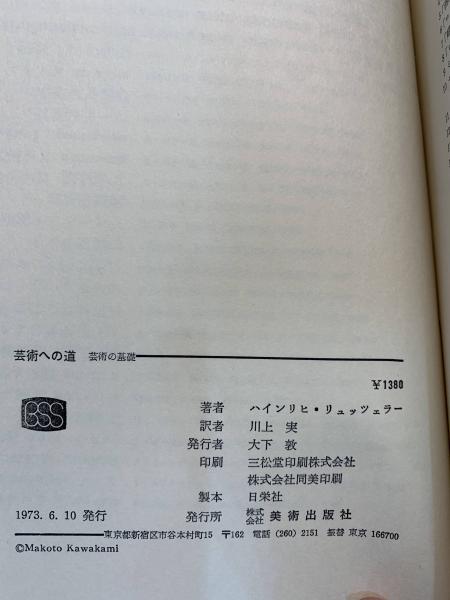 芸術への道 芸術の基礎
¥1380
BSS
著者 ハインリヒ・リュッツェラー
訳者 川上 実
発行者 大下 敦
印刷 三松堂印刷株式会社
株式会社同美印刷
製本 日栄社
1973. 6. 10 発行 発行所 株式会社 美術出版社
東京都新宿区市谷本村町15 〒162 電話 (260) 2151 振替 東京 166700
©Makoto Kawakami